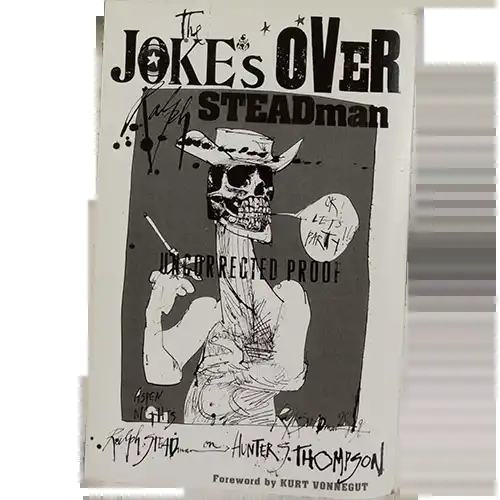 The
JOKE's OVER
Ralph STEADman
OK
LET'S
PARTY!!
UNCORRECTED PROOF
ASPEN
NIGHTS
Ralph STEADman on HUNTER S. THOMPSON
Foreword by KURT VONNEGUT